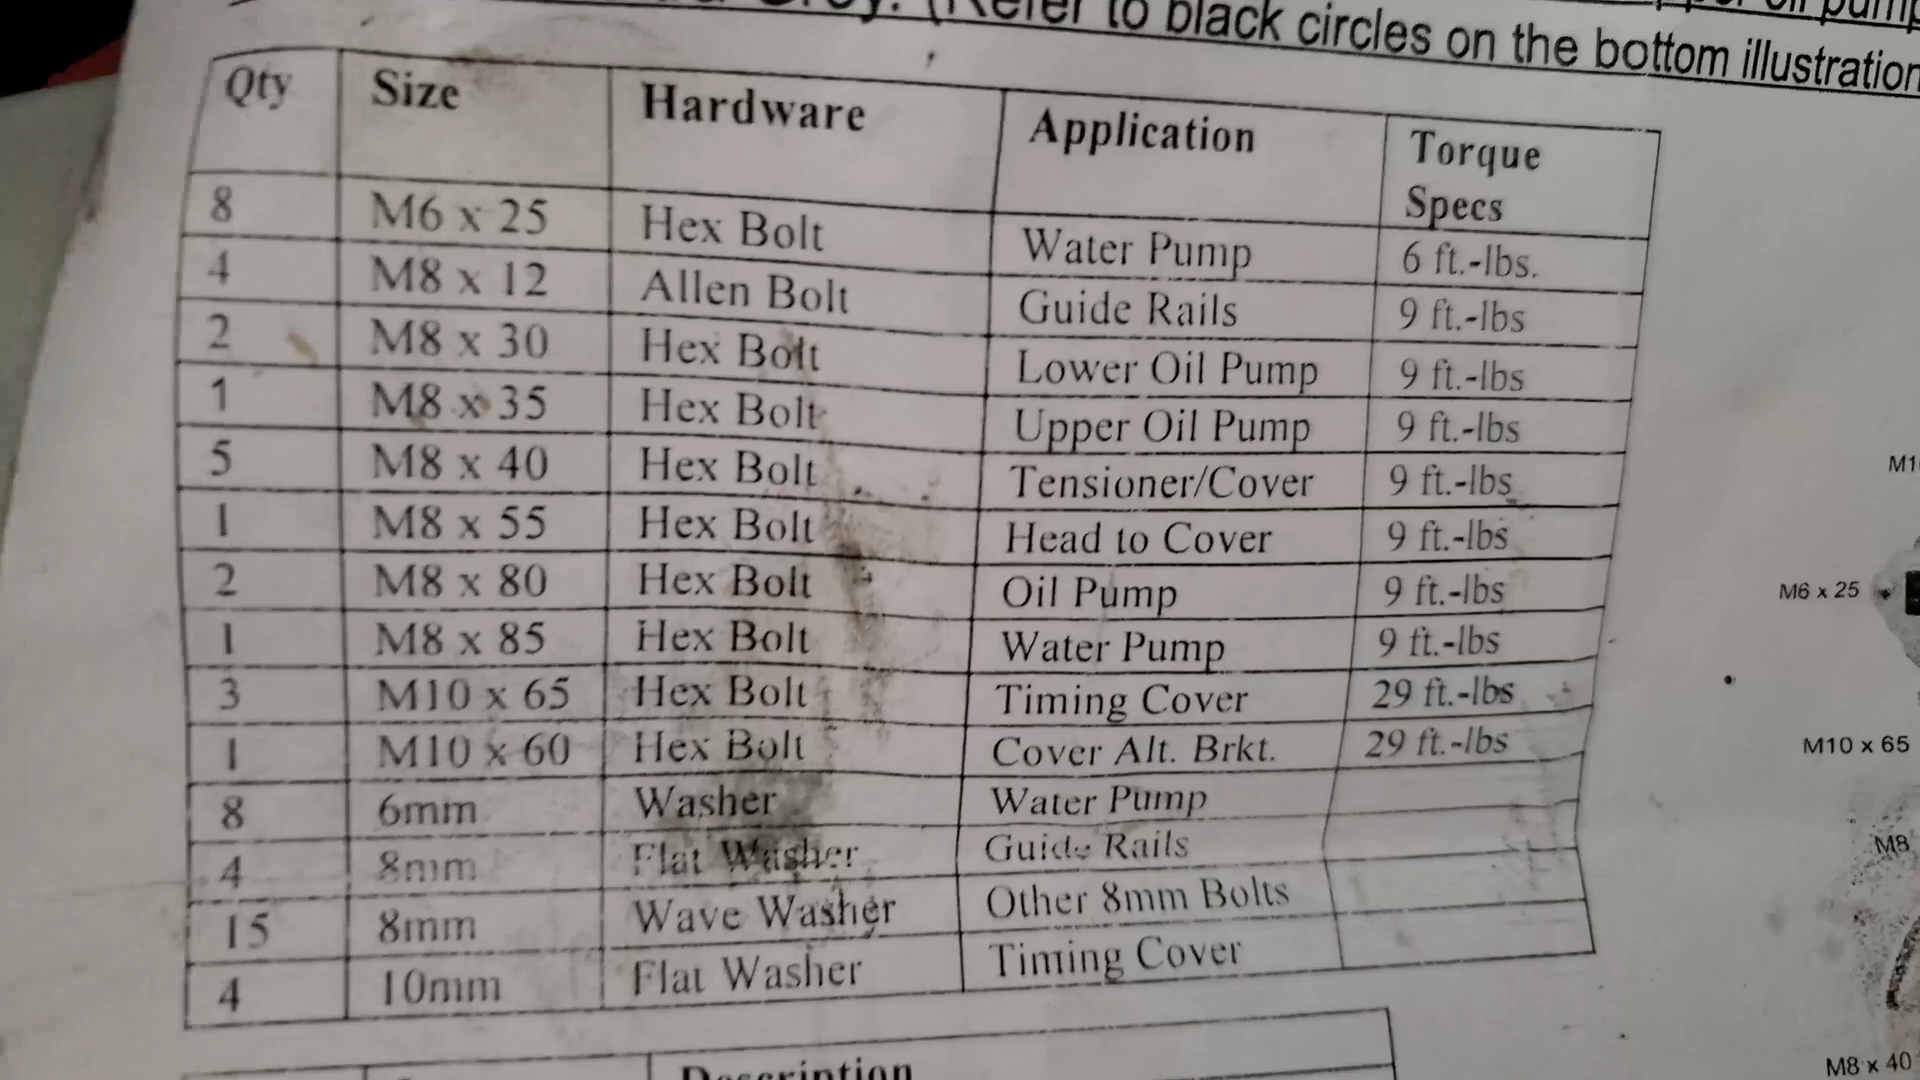 (Refer to black circles on the bottom illustration
Qty Size Hardware Application Torque Specs
8 M6 x 25 Hex Bolt Water Pump 6 ft.-lbs.
4 M8 x 12 Allen Bolt Guide Rails 9 ft.-lbs
2 M8 x 30 Hex Bolt Lower Oil Pump 9 ft.-lbs
1 M8 x 35 Hex Bolt Upper Oil Pump 9 ft.-lbs
5 M8 x 40 Hex Bolt Tensioner/Cover 9 ft.-lbs
1 M8 x 55 Hex Bolt Head to Cover 9 ft.-lbs
2 M8 x 80 Hex Bolt Oil Pump 9 ft.-lbs
1 M8 x 85 Hex Bolt Water Pump 9 ft.-lbs
3 M10 x 65 Hex Bolt Timing Cover 29 ft.-lbs
1 M10 x 60 Hex Bolt Cover Alt. Brkt. 29 ft.-lbs
8 6mm Washer Water Pump
4 8mm Flat Washer Guide Rails
15 8mm Wave Washer Other 8mm Bolts
4 10mm Flat Washer Timing Cover
Description
M6 x 25
M10 x 65
M8
M8 x 40